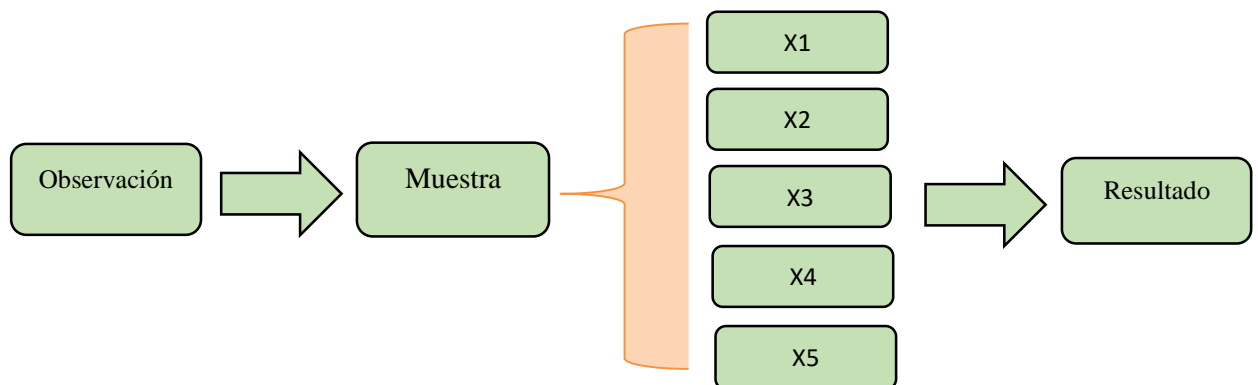 Observación
Muestra
X1
X2
X3
X4
X5
Resultado